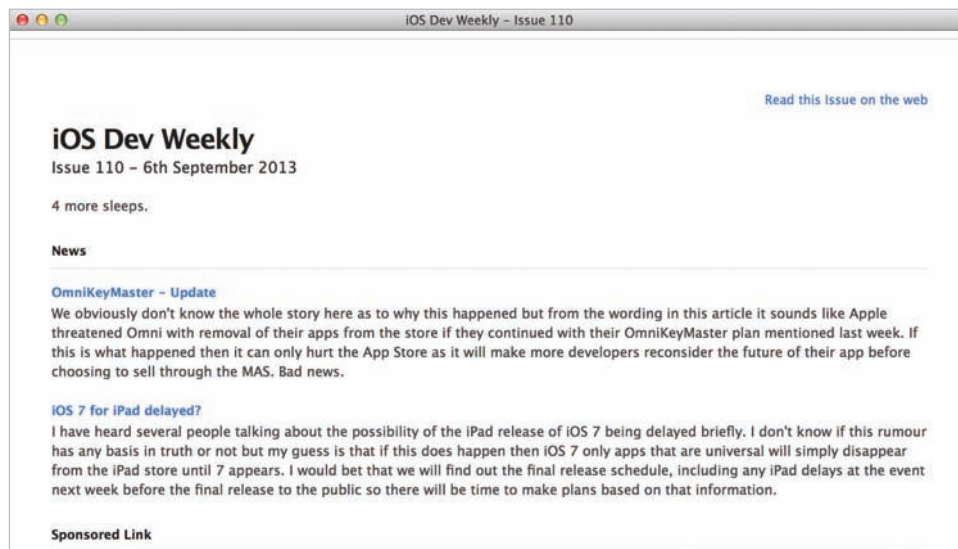 iOS Dev Weekly – Issue 110
Read this Issue on the web
iOS Dev Weekly
Issue 110 – 6th September 2013
4 more sleeps.
News
OmniKeyMaster – Update
We obviously don't know the whole story here as to why this happened but from the wording in this article it sounds like Apple
threatened Omni with removal of their apps from the store if they continued with their OmniKeyMaster plan mentioned last week. If
this is what happened then it can only hurt the App Store as it will make more developers reconsider the future of their app before
choosing to sell through the MAS. Bad news.
iOS 7 for iPad delayed?
I have heard several people talking about the possibility of the iPad release of iOS 7 being delayed briefly. I don't know if this rumour
has any basis in truth or not but my guess is that if this does happen then iOS 7 only apps that are universal will simply disappear
from the iPad store until 7 appears. I would bet that we will find out the final release schedule, including any iPad delays at the event
next week before the final release to the public so there will be time to make plans based on that information.
Sponsored Link